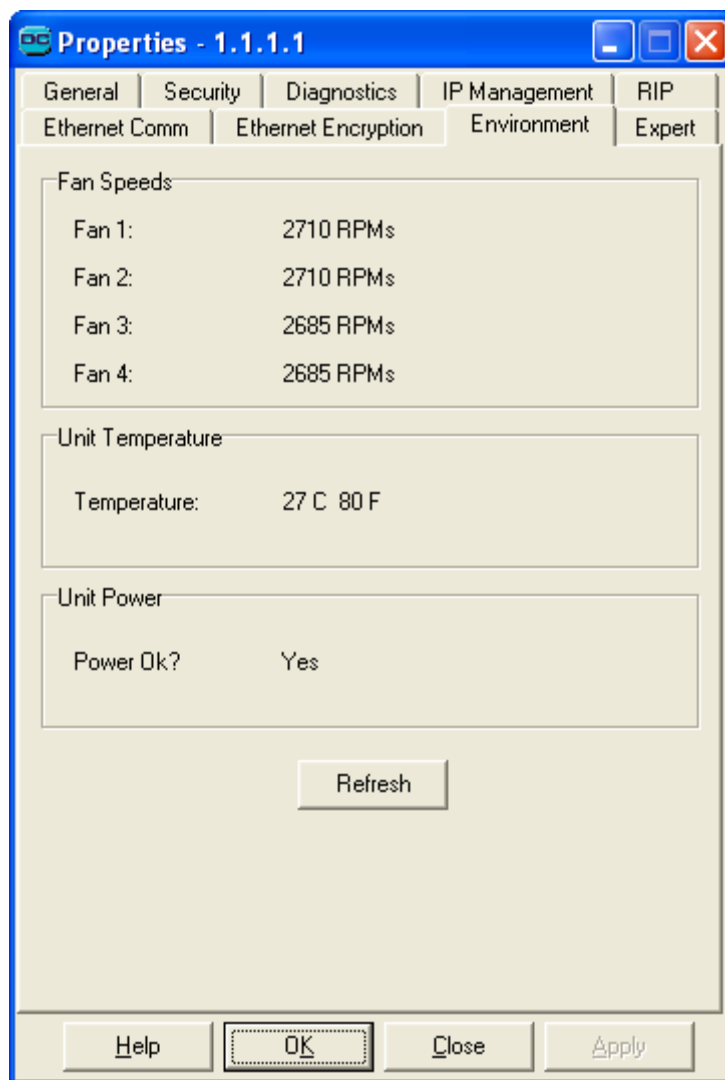 DC Properties - 1.1.1.1
General Security Diagnostics IP Management RIP
Ethernet Comm Ethernet Encryption Environment Expert
Fan Speeds
Fan 1: 2710 RPMs
Fan 2: 2710 RPMs
Fan 3: 2685 RPMs
Fan 4: 2685 RPMs
Unit Temperature
Temperature: 27 C 80 F
Unit Power
Power Ok? Yes
Refresh
Help OK Close Apply